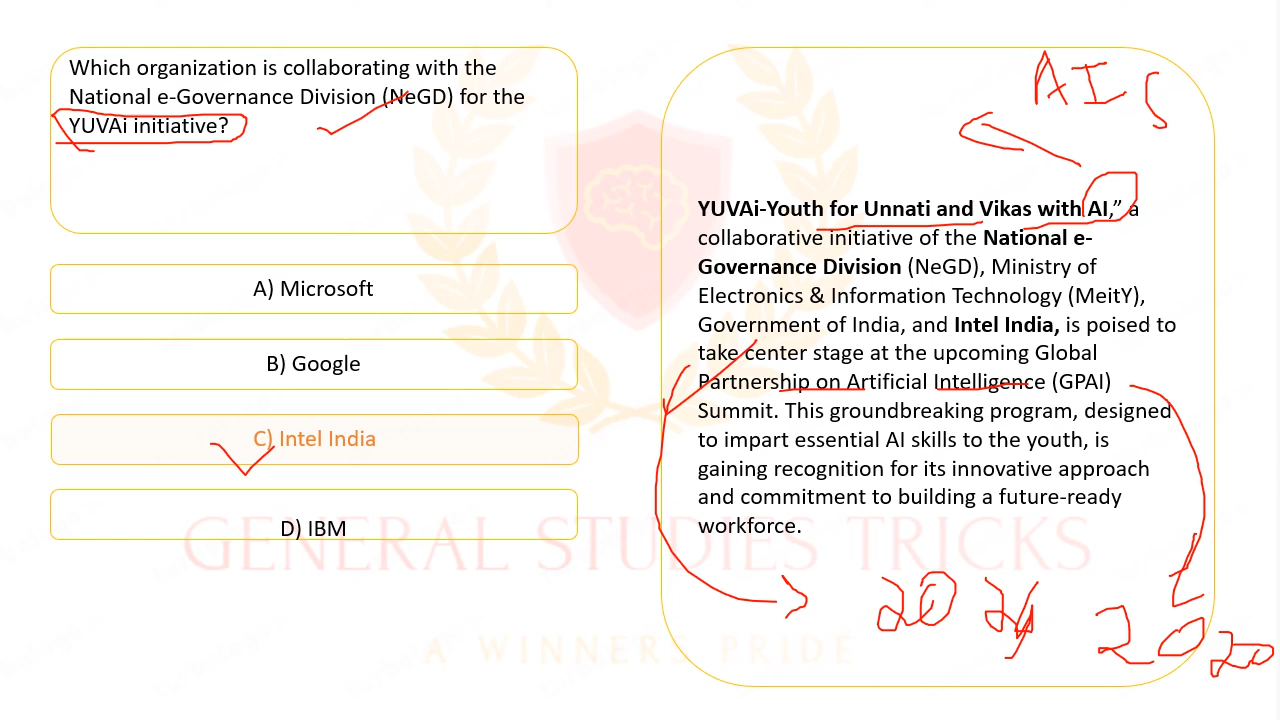 Which organization is collaborating with the
National e-Governance Division (NeGD) for the
YUVAi initiative?
A) Microsoft
B) Google
C) Intel India
D) IBM
AI
YUVAi-Youth for Unnati and Vikas with AI,” a
collaborative initiative of the National e-
Governance Division (NeGD), Ministry of
Electronics & Information Technology (MeitY),
Government of India, and Intel India, is poised to
take center stage at the upcoming Global
Partnership on Artificial Intelligence (GPAI)
Summit. This groundbreaking program, designed
to impart essential AI skills to the youth, is
gaining recognition for its innovative approach
and commitment to building a future-ready
workforce.
2024
2020
GENERAL STUDIES TRICKS
A WINNERS PRIDE